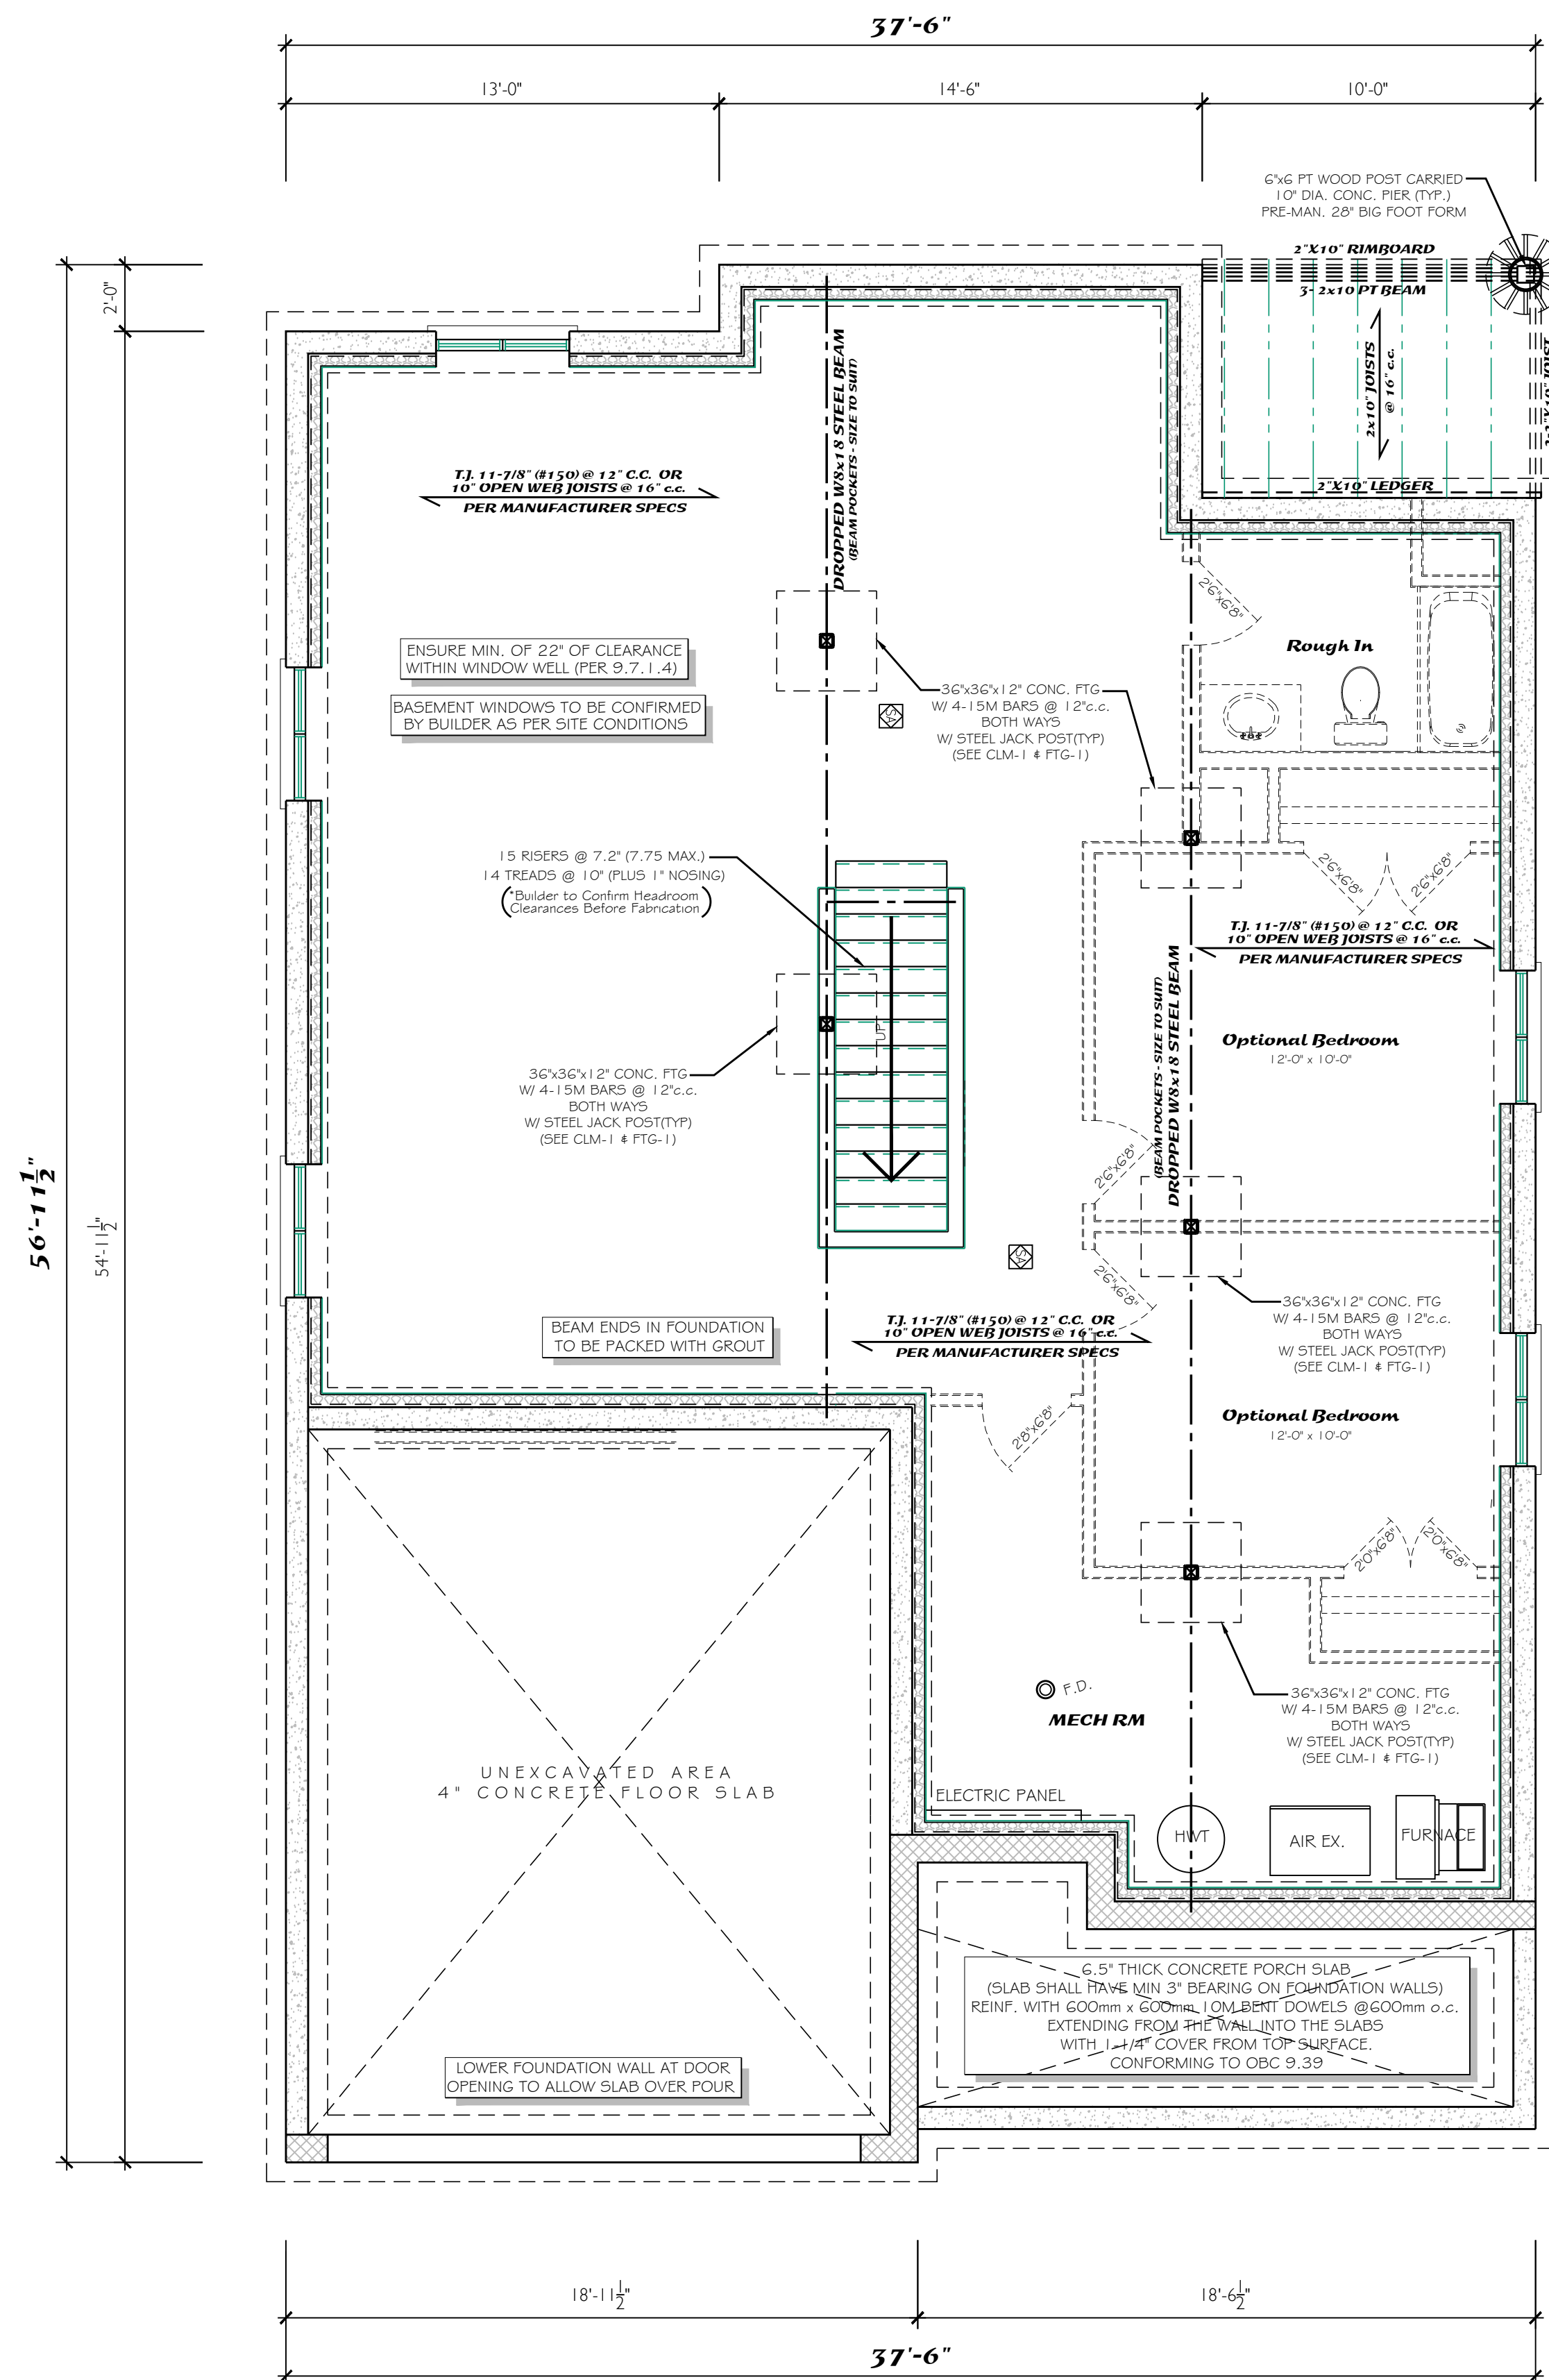 37'-6"
13'-0"
14'-6"
10'-0"
6"x6 PT WOOD POST CARRIED
10" DIA. CONC. PIER (TYP.)
PRE-MAN. 28" BIG FOOT FORM
2"X10" RIMBOARD
3- 2x10 PT BEAM
2x10" JOISTS
@ 16" c.c.
2"X10" LEDGER
2'-0"
56'-11 1/2"
54'-11 1/2"
DROPPED W8x18 STEEL BEAM
(BEAM POCKETS - SIZE TO SUIT)
T.J. 11-7/8" (#150) @ 12" C.C. OR
10" OPEN WEB JOISTS @ 16" c.c.
PER MANUFACTURER SPECS
2'6"x6'8"
Rough In
ENSURE MIN. OF 22" OF CLEARANCE
WITHIN WINDOW WELL (PER 9.7.1.4)
BASEMENT WINDOWS TO BE CONFIRMED
BY BUILDER AS PER SITE CONDITIONS
SA
36"x36"x12" CONC. FTG
W/ 4-15M BARS @ 12"c.c.
BOTH WAYS
W/ STEEL JACK POST(TYP)
(SEE CLM-1 & FTG-1)
15 RISERS @ 7.2" (7.75 MAX.)
14 TREADS @ 10" (PLUS 1" NOSING)
(*Builder to Confirm Headroom
Clearances Before Fabrication)
2'6"x6'8"
2'6"x6'8"
T.J. 11-7/8" (#150) @ 12" C.C. OR
10" OPEN WEB JOISTS @ 16" c.c.
PER MANUFACTURER SPECS
UP
(BEAM POCKETS - SIZE TO SUIT)
DROPPED W8x18 STEEL BEAM
Optional Bedroom
12'-0" x 10'-0"
36"x36"x12" CONC. FTG
W/ 4-15M BARS @ 12"c.c.
BOTH WAYS
W/ STEEL JACK POST(TYP)
(SEE CLM-1 & FTG-1)
2'6"x6'8"
SA
2'6"x6'8"
36"x36"x12" CONC. FTG
W/ 4-15M BARS @ 12"c.c.
BOTH WAYS
W/ STEEL JACK POST(TYP)
(SEE CLM-1 & FTG-1)
BEAM ENDS IN FOUNDATION
TO BE PACKED WITH GROUT
T.J. 11-7/8" (#150) @ 12" C.C. OR
10" OPEN WEB JOISTS @ 16" c.c.
PER MANUFACTURER SPECS
2'8"x6'8"
Optional Bedroom
12'-0" x 10'-0"
2'0"x6'8"
2'0"x6'8"
F.D.
MECH RM
36"x36"x12" CONC. FTG
W/ 4-15M BARS @ 12"c.c.
BOTH WAYS
W/ STEEL JACK POST(TYP)
(SEE CLM-1 & FTG-1)
UNEXCAVATED AREA
4" CONCRETE FLOOR SLAB
ELECTRIC PANEL
HWT
AIR EX.
FURNACE
6.5" THICK CONCRETE PORCH SLAB
(SLAB SHALL HAVE MIN 3" BEARING ON FOUNDATION WALLS)
REINF. WITH 600mm x 600mm 10M BENT DOWELS @600mm o.c.
EXTENDING FROM THE WALL INTO THE SLABS
WITH 1-1/4" COVER FROM TOP SURFACE.
CONFORMING TO OBC 9.39
LOWER FOUNDATION WALL AT DOOR
OPENING TO ALLOW SLAB OVER POUR
18'-11 1/2"
18'-6 1/2"
37'-6"